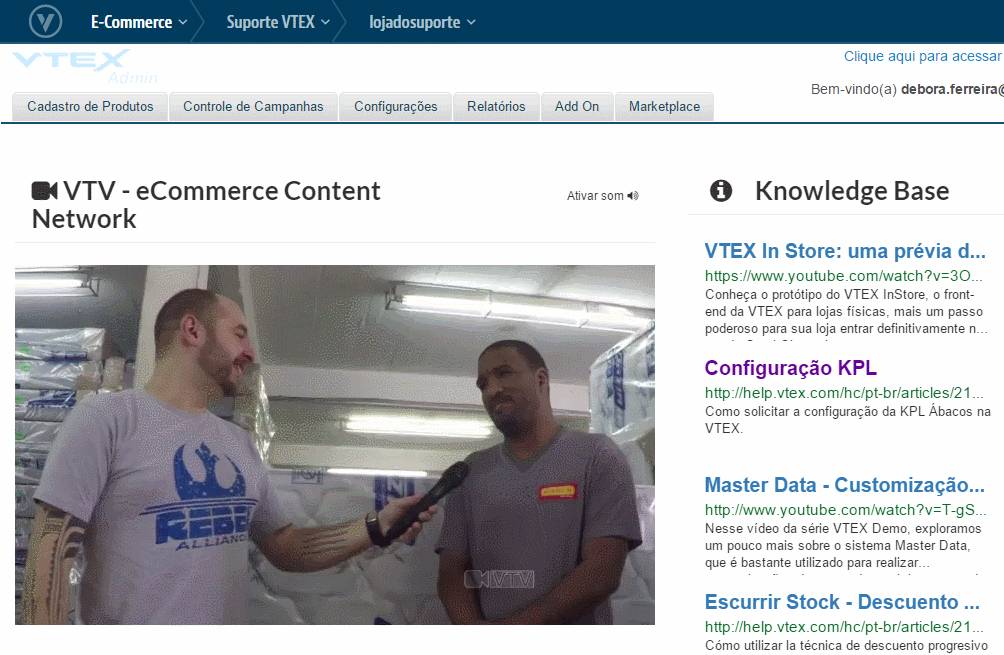 E-Commerce
Suporte VTEX
lojadosuporte
VTEX
Admin
Clique aqui para acessar
Bem-vindo(a) debora.ferreira@
Cadastro de Produtos
Controle de Campanhas
Configurações
Relatórios
Add On
Marketplace
VTV - eCommerce Content
Network
Ativar som
REBEL
ALLIANCE
VTV
Knowledge Base
VTEX In Store: uma prévia d...
https://www.youtube.com/watch?v=3O...
Conheça o protótipo do VTEX InStore, o front-
end da VTEX para lojas físicas, mais um passo
poderoso para sua loja entrar definitivamente n...
Configuração KPL
http://help.vtex.com/hc/pt-br/articles/21...
Como solicitar a configuração da KPL Ábacos na
VTEX.
Master Data - Customização...
http://www.youtube.com/watch?v=T-gS...
Nesse vídeo da série VTEX Demo, exploramos
um pouco mais sobre o sistema Master Data,
que é bastante utilizado para realizar...
Escurrir Stock - Descuento ...
http://help.vtex.com/hc/pt-br/articles/21...
Cómo utilizar la técnica de descuento progresivo